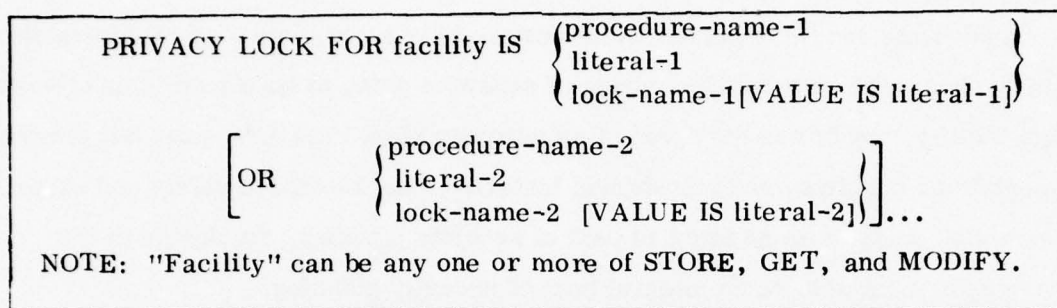 PRIVACY LOCK FOR facility IS {procedure-name-1
literal-1
lock-name-1[VALUE IS literal-1]}
[OR {procedure-name-2
literal-2
lock-name-2 [VALUE IS literal-2]}]...
NOTE: "Facility" can be any one or more of STORE, GET, and MODIFY.